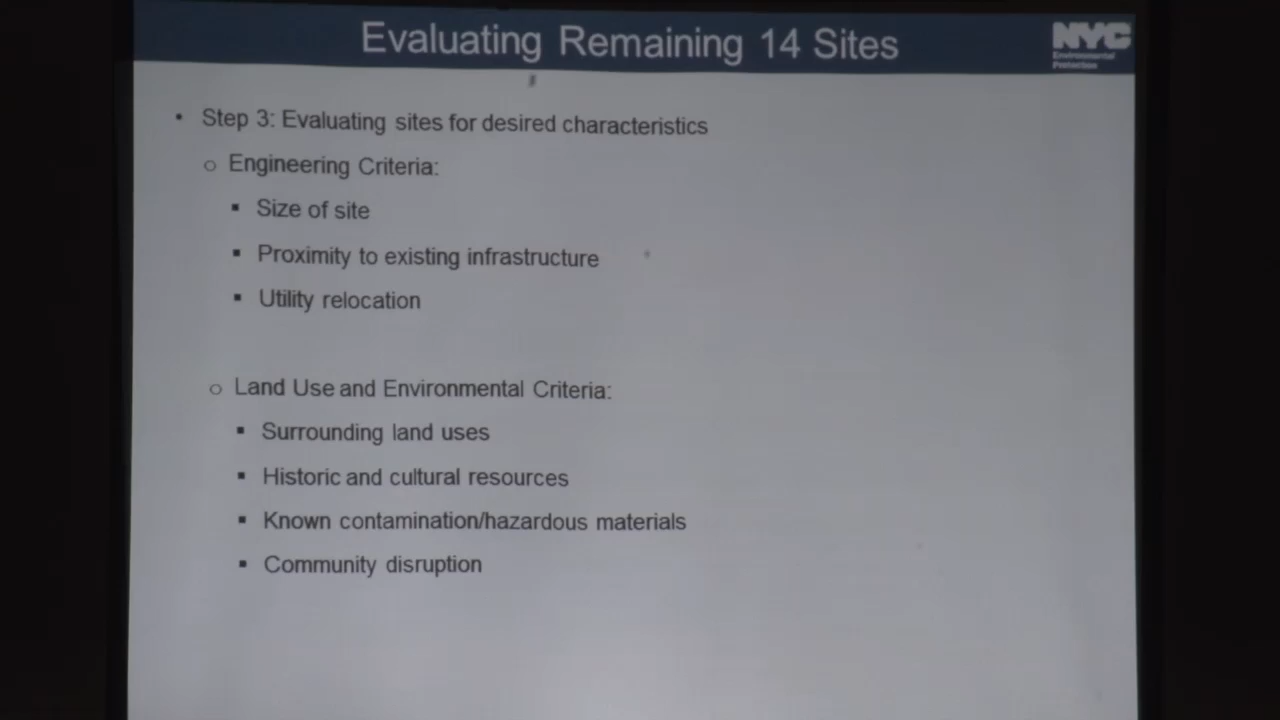 Evaluating Remaining 14 Sites
NYC
Environmental
Protection
• Step 3: Evaluating sites for desired characteristics
o Engineering Criteria:
▪ Size of site
▪ Proximity to existing infrastructure
▪ Utility relocation
o Land Use and Environmental Criteria:
▪ Surrounding land uses
▪ Historic and cultural resources
▪ Known contamination/hazardous materials
▪ Community disruption